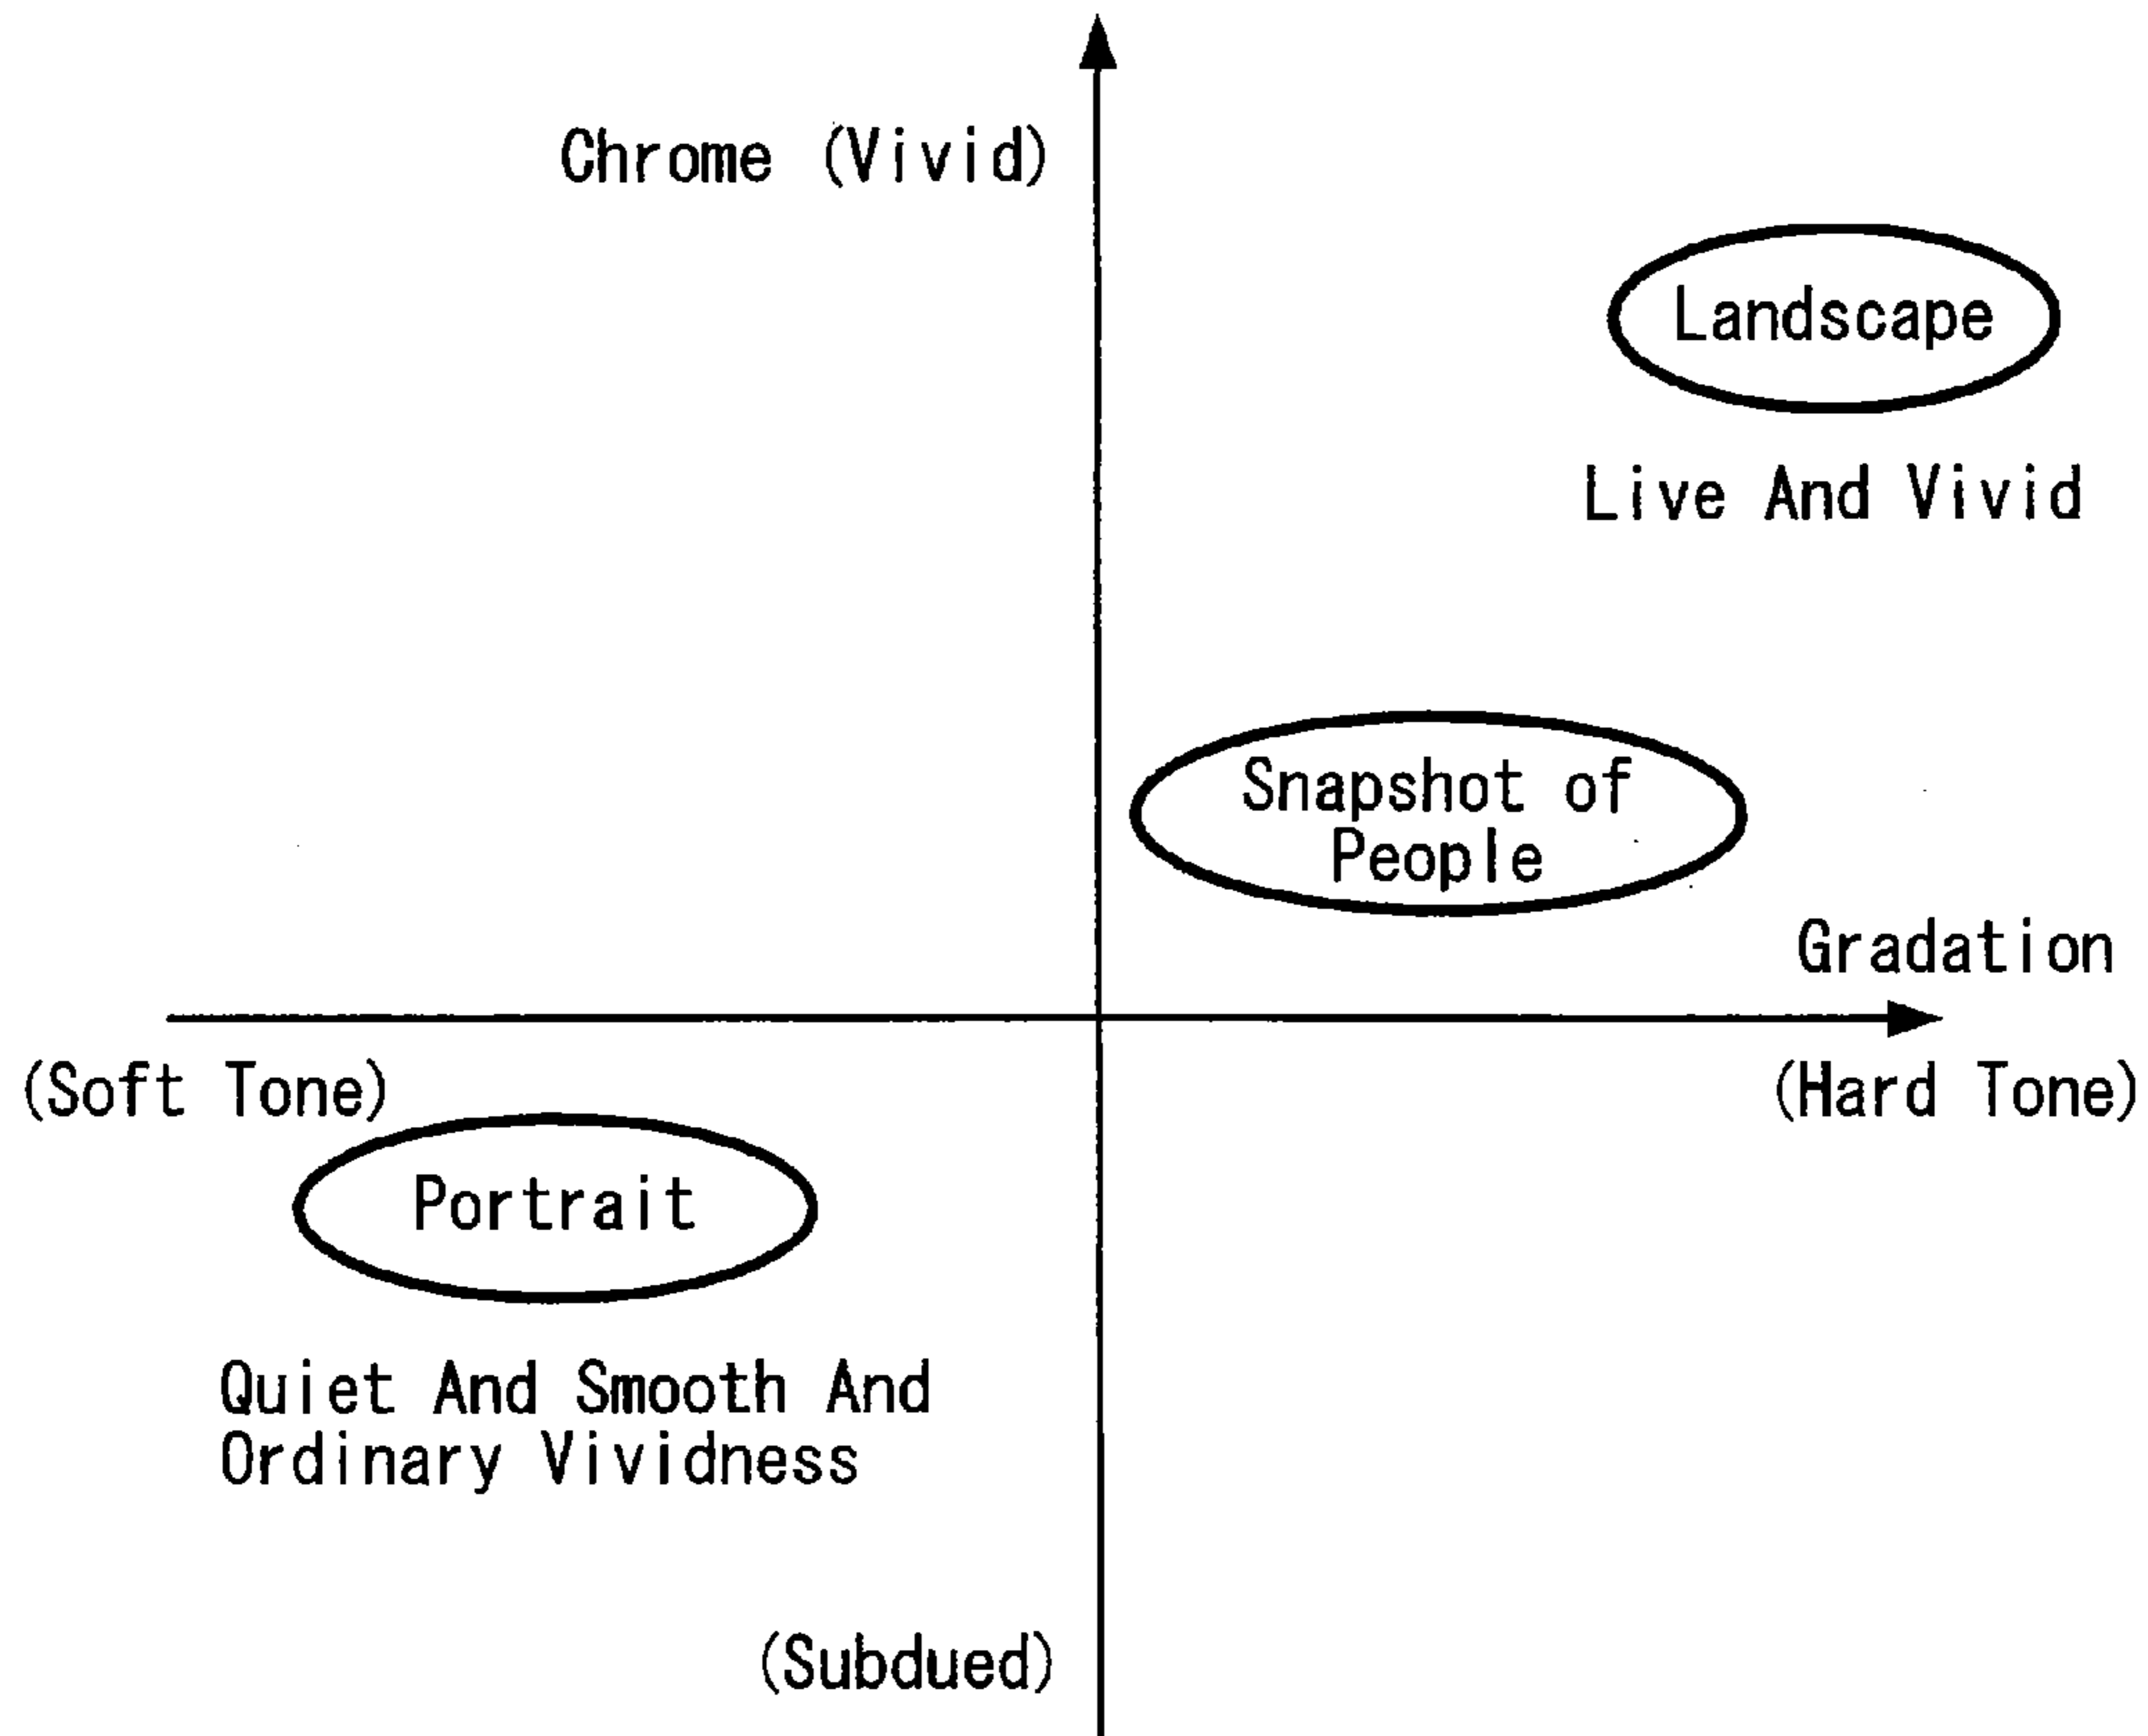 Chrome (Vivid)
Landscape
Live And Vivid
Snapshot of
People
Gradation
(Soft Tone)
(Hard Tone)
Portrait
Quiet And Smooth And
Ordinary Vividness
(Subdued)